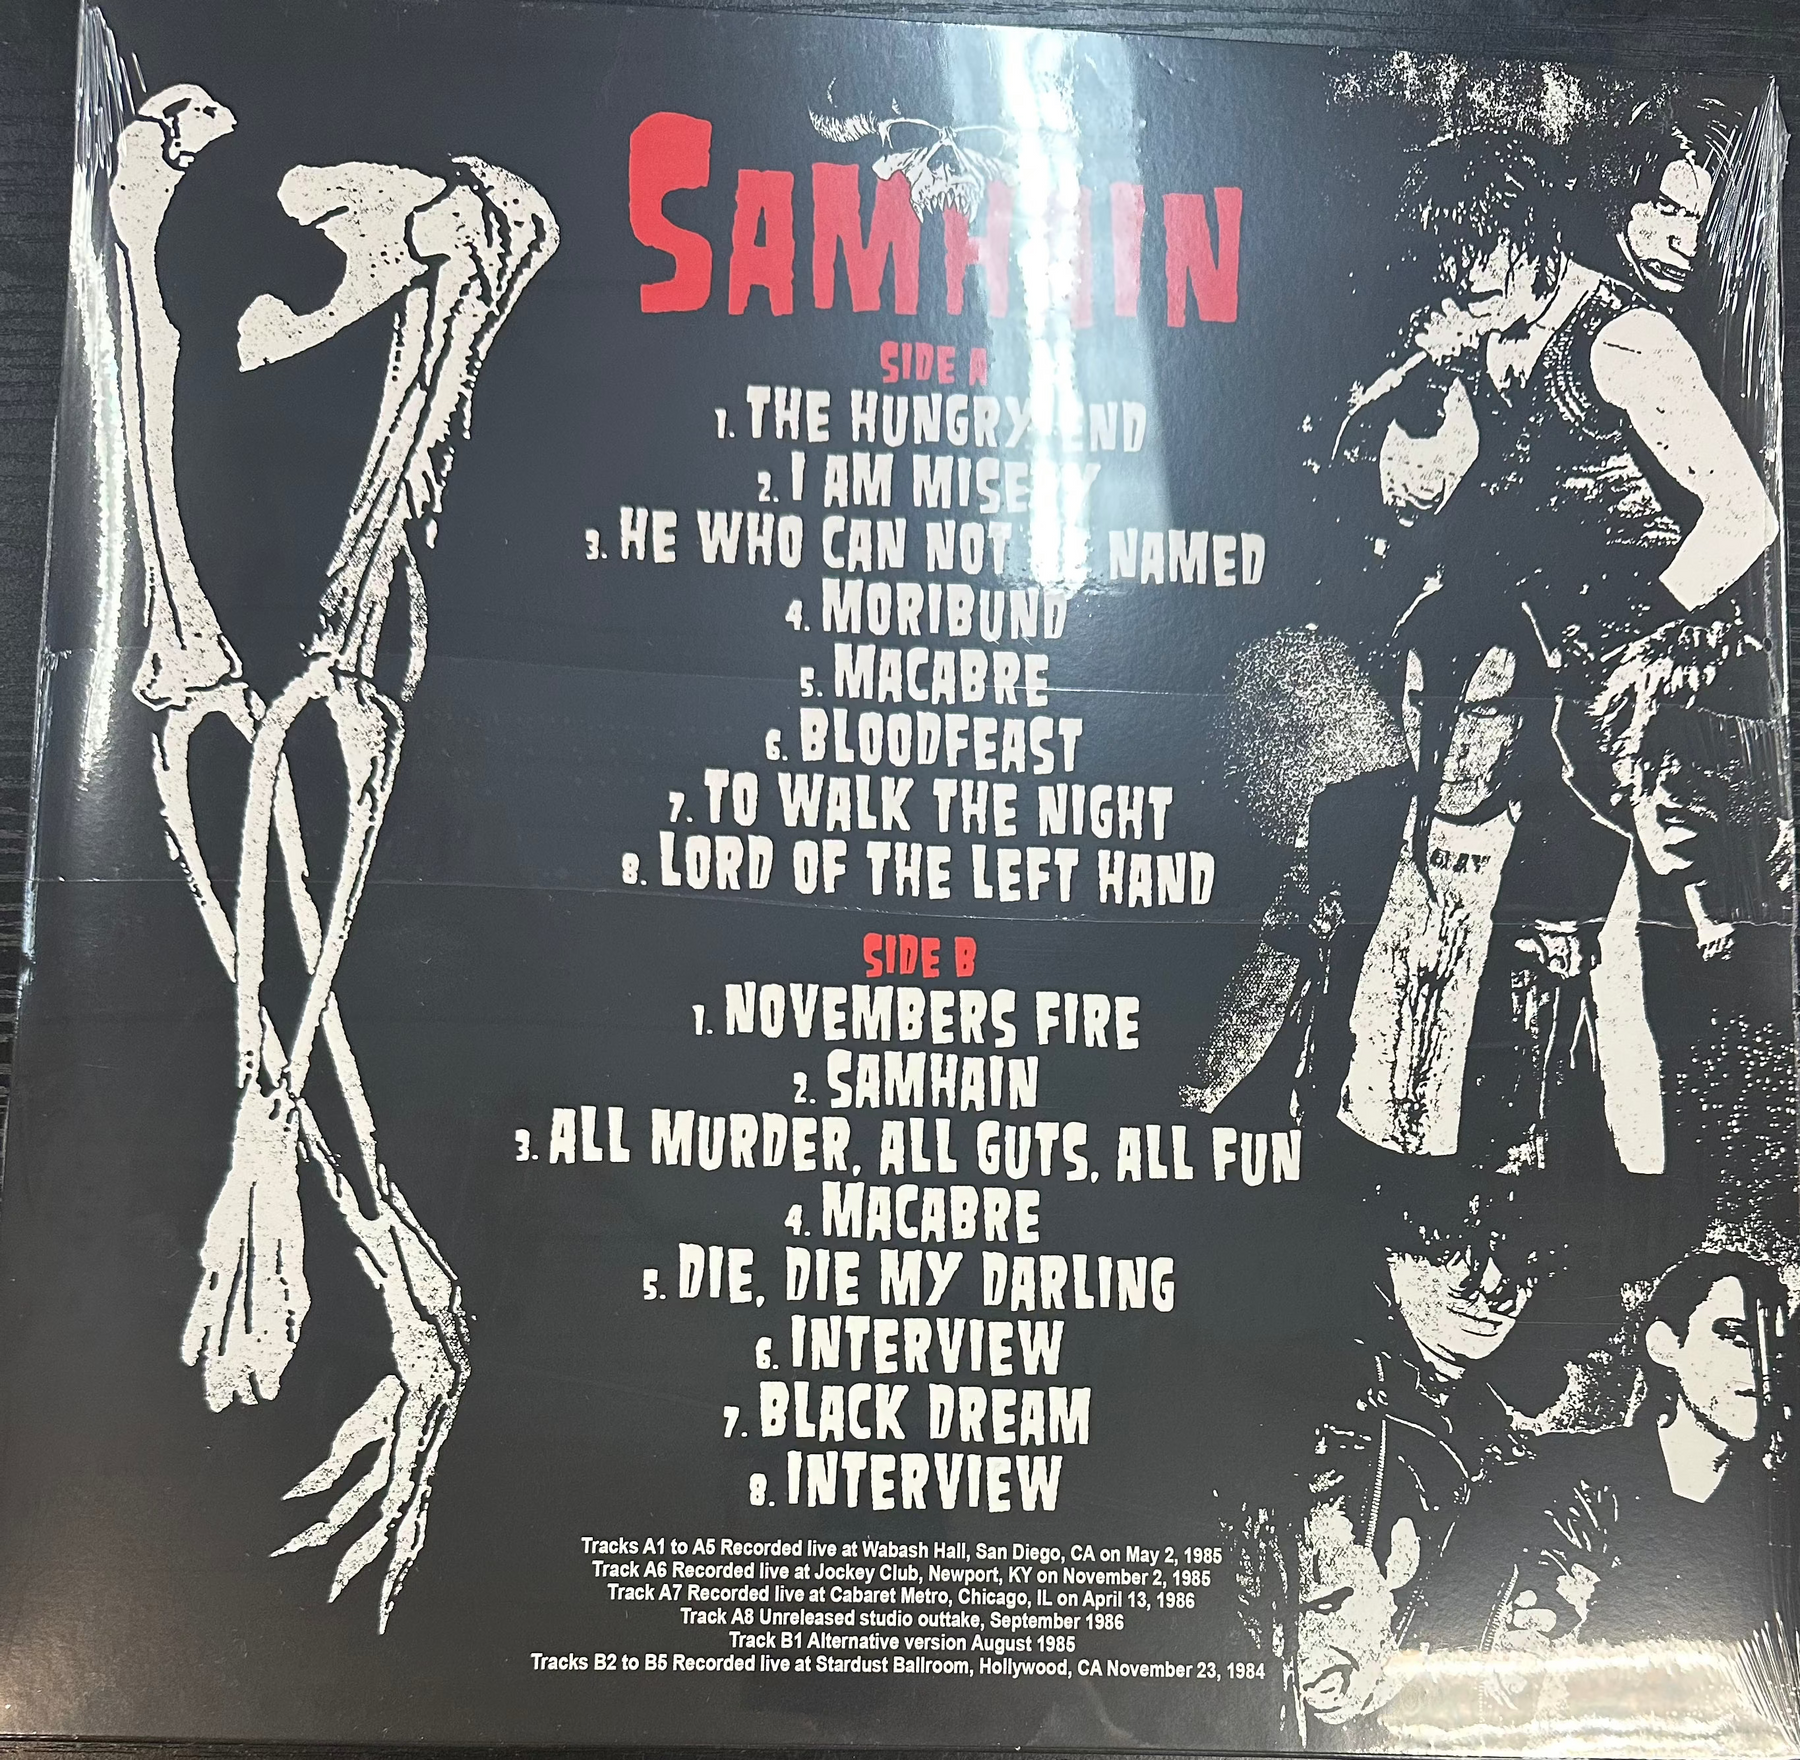 SAMHAIN
SIDE A
1. THE HUNGRY END
2. I AM MISERY
3. HE WHO CAN NOT BE NAMED
4. MORIBUND
5. MACABRE
6. BLOODFEAST
7. TO WALK THE NIGHT
8. LORD OF THE LEFT HAND
SIDE B
1. NOVEMBERS FIRE
2. SAMHAIN
3. ALL MURDER, ALL GUTS, ALL FUN
4. MACABRE
5. DIE, DIE MY DARLING
6. INTERVIEW
7. BLACK DREAM
8. INTERVIEW
Tracks A1 to A5 Recorded live at Wabash Hall, San Diego, CA on May 2, 1985
Track A6 Recorded live at Jockey Club, Newport, KY on November 2, 1985
Track A7 Recorded live at Cabaret Metro, Chicago, IL on April 13, 1986
Track A8 Unreleased studio outtake, September 1986
Track B1 Alternative version August 1985
Tracks B2 to B5 Recorded live at Stardust Ballroom, Hollywood, CA November 23, 1984